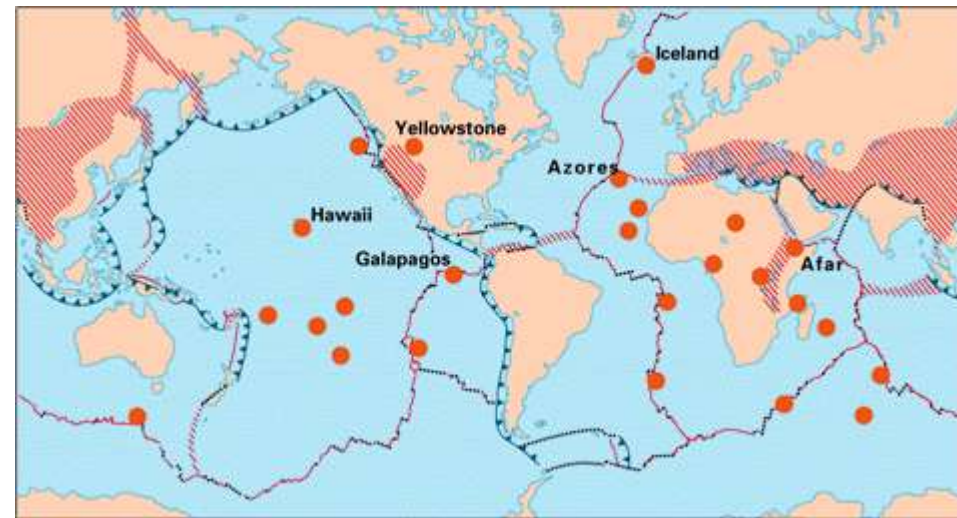 Iceland
Yellowstone
Azores
Hawaii
Galapagos
Afar